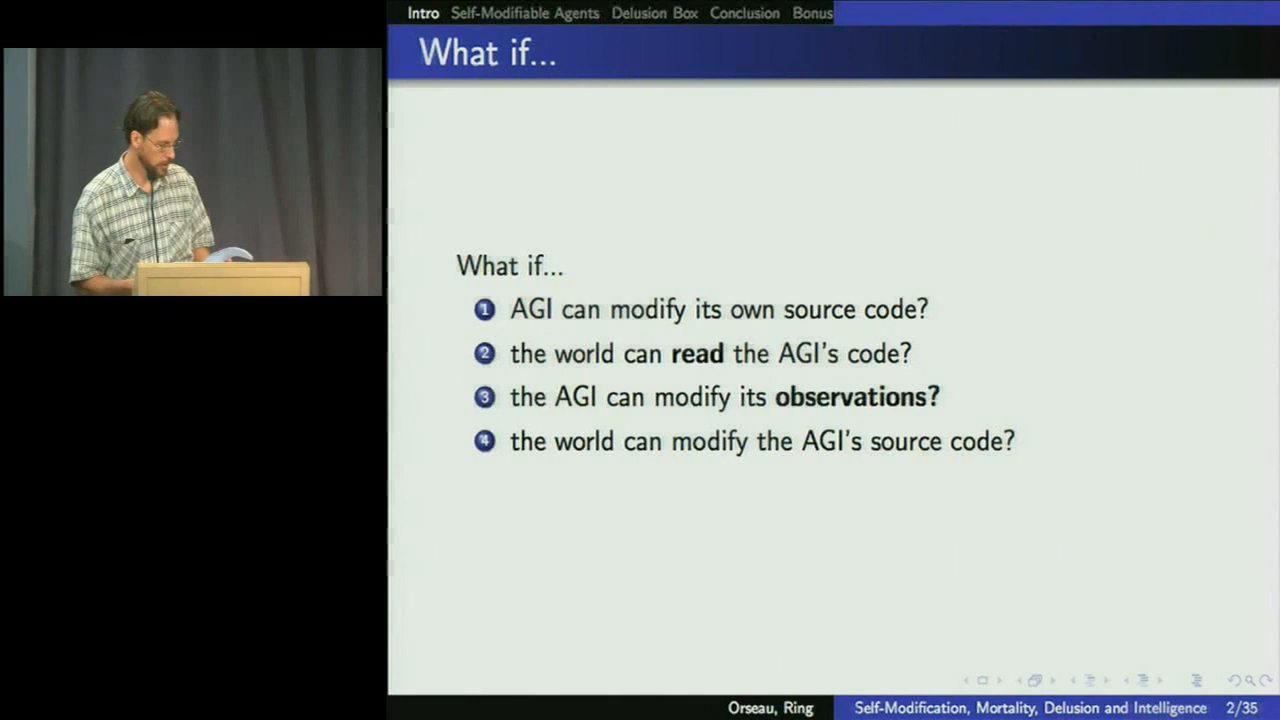 Intro Self-Modifiable Agents Delusion Box Conclusion Bonus
What if...
What if...
1 AGI can modify its own source code?
2 the world can read the AGI's code?
3 the AGI can modify its observations?
4 the world can modify the AGI's source code?
Orseau, Ring Self-Modification, Mortality, Delusion and Intelligence 2/35